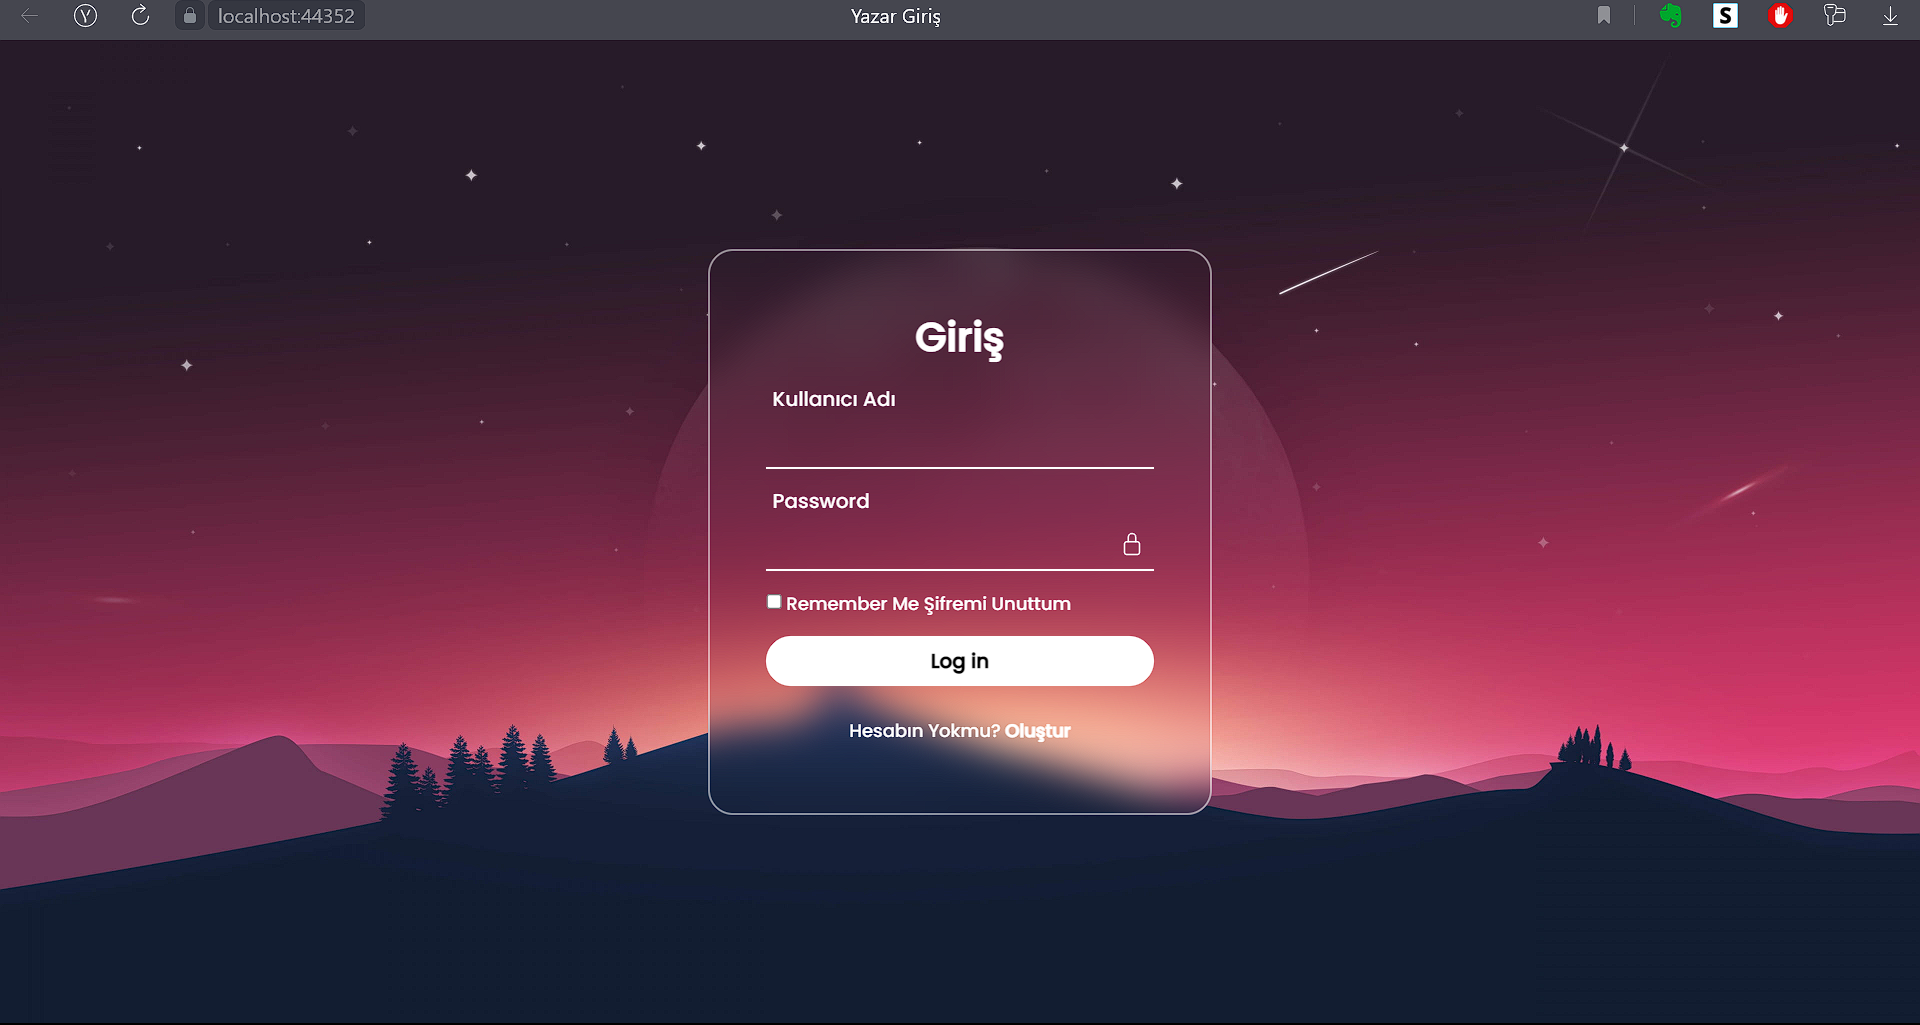 Y localhost:44352 Yazar Giriş S
Giriş
Kullanıcı Adı
Password
Remember Me Şifremi Unuttum
Log in
Hesabın Yokmu? Oluştur